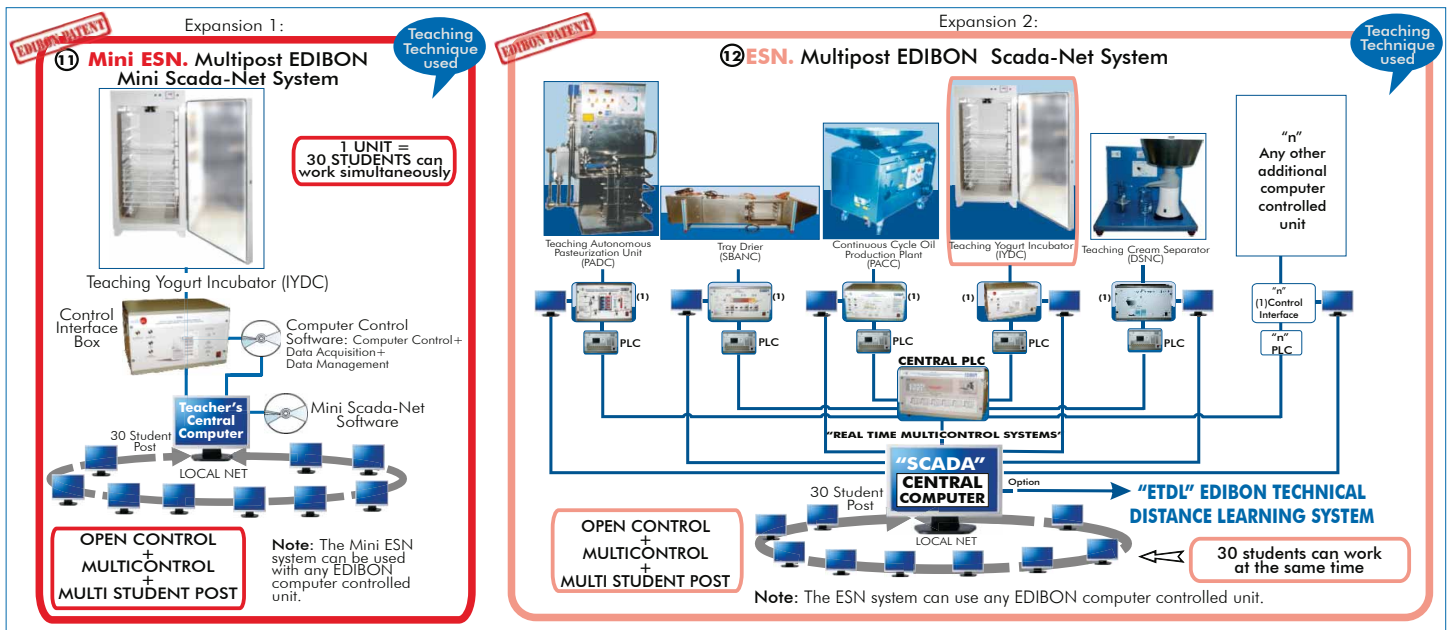 Expansion 1:
EDIBON PATENT
Teaching
Technique
used
11 Mini ESN. Multipost EDIBON
Mini Scada-Net System
1 UNIT =
30 STUDENTS can
work simultaneously
Teaching Yogurt Incubator (IYDC)
Control
Interface
Box
Computer Control
Software: Computer Control+
Data Acquisition+
Data Management
Teacher's
Central
Computer
Mini Scada-Net
Software
30 Student
Post
LOCAL NET
OPEN CONTROL
+
MULTICONTROL
+
MULTI STUDENT POST
Note: The Mini ESN
system can be used
with any EDIBON
computer controlled
unit.
Expansion 2:
EDIBON PATENT
Teaching
Technique
used
12 ESN. Multipost EDIBON Scada-Net System
Teaching Autonomous
Pasteurization Unit
(PADC)
Tray Drier
(SBANC)
Continuous Cycle Oil
Production Plant
(PACC)
Teaching Yogurt Incubator
(IYDC)
Teaching Cream Separator
(DSNC)
"n"
Any other
additional
computer
controlled
unit
(1)
(1)
(1)
(1)
(1)
"n"
(1)Control
Interface
PLC
PLC
PLC
PLC
PLC
"n"
PLC
CENTRAL PLC
"REAL TIME MULTICONTROL SYSTEMS"
"SCADA"
CENTRAL
COMPUTER
Option
"ETDL" EDIBON TECHNICAL
DISTANCE LEARNING SYSTEM
30 Student
Post
LOCAL NET
OPEN CONTROL
+
MULTICONTROL
+
MULTI STUDENT POST
30 students can work
at the same time
Note: The ESN system can use any EDIBON computer controlled unit.